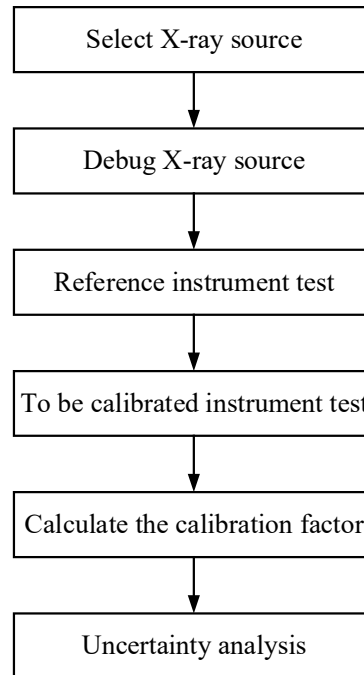 Select X-ray source
Debug X-ray source
Reference instrument test
To be calibrated instrument test
Calculate the calibration factor
Uncertainty analysis